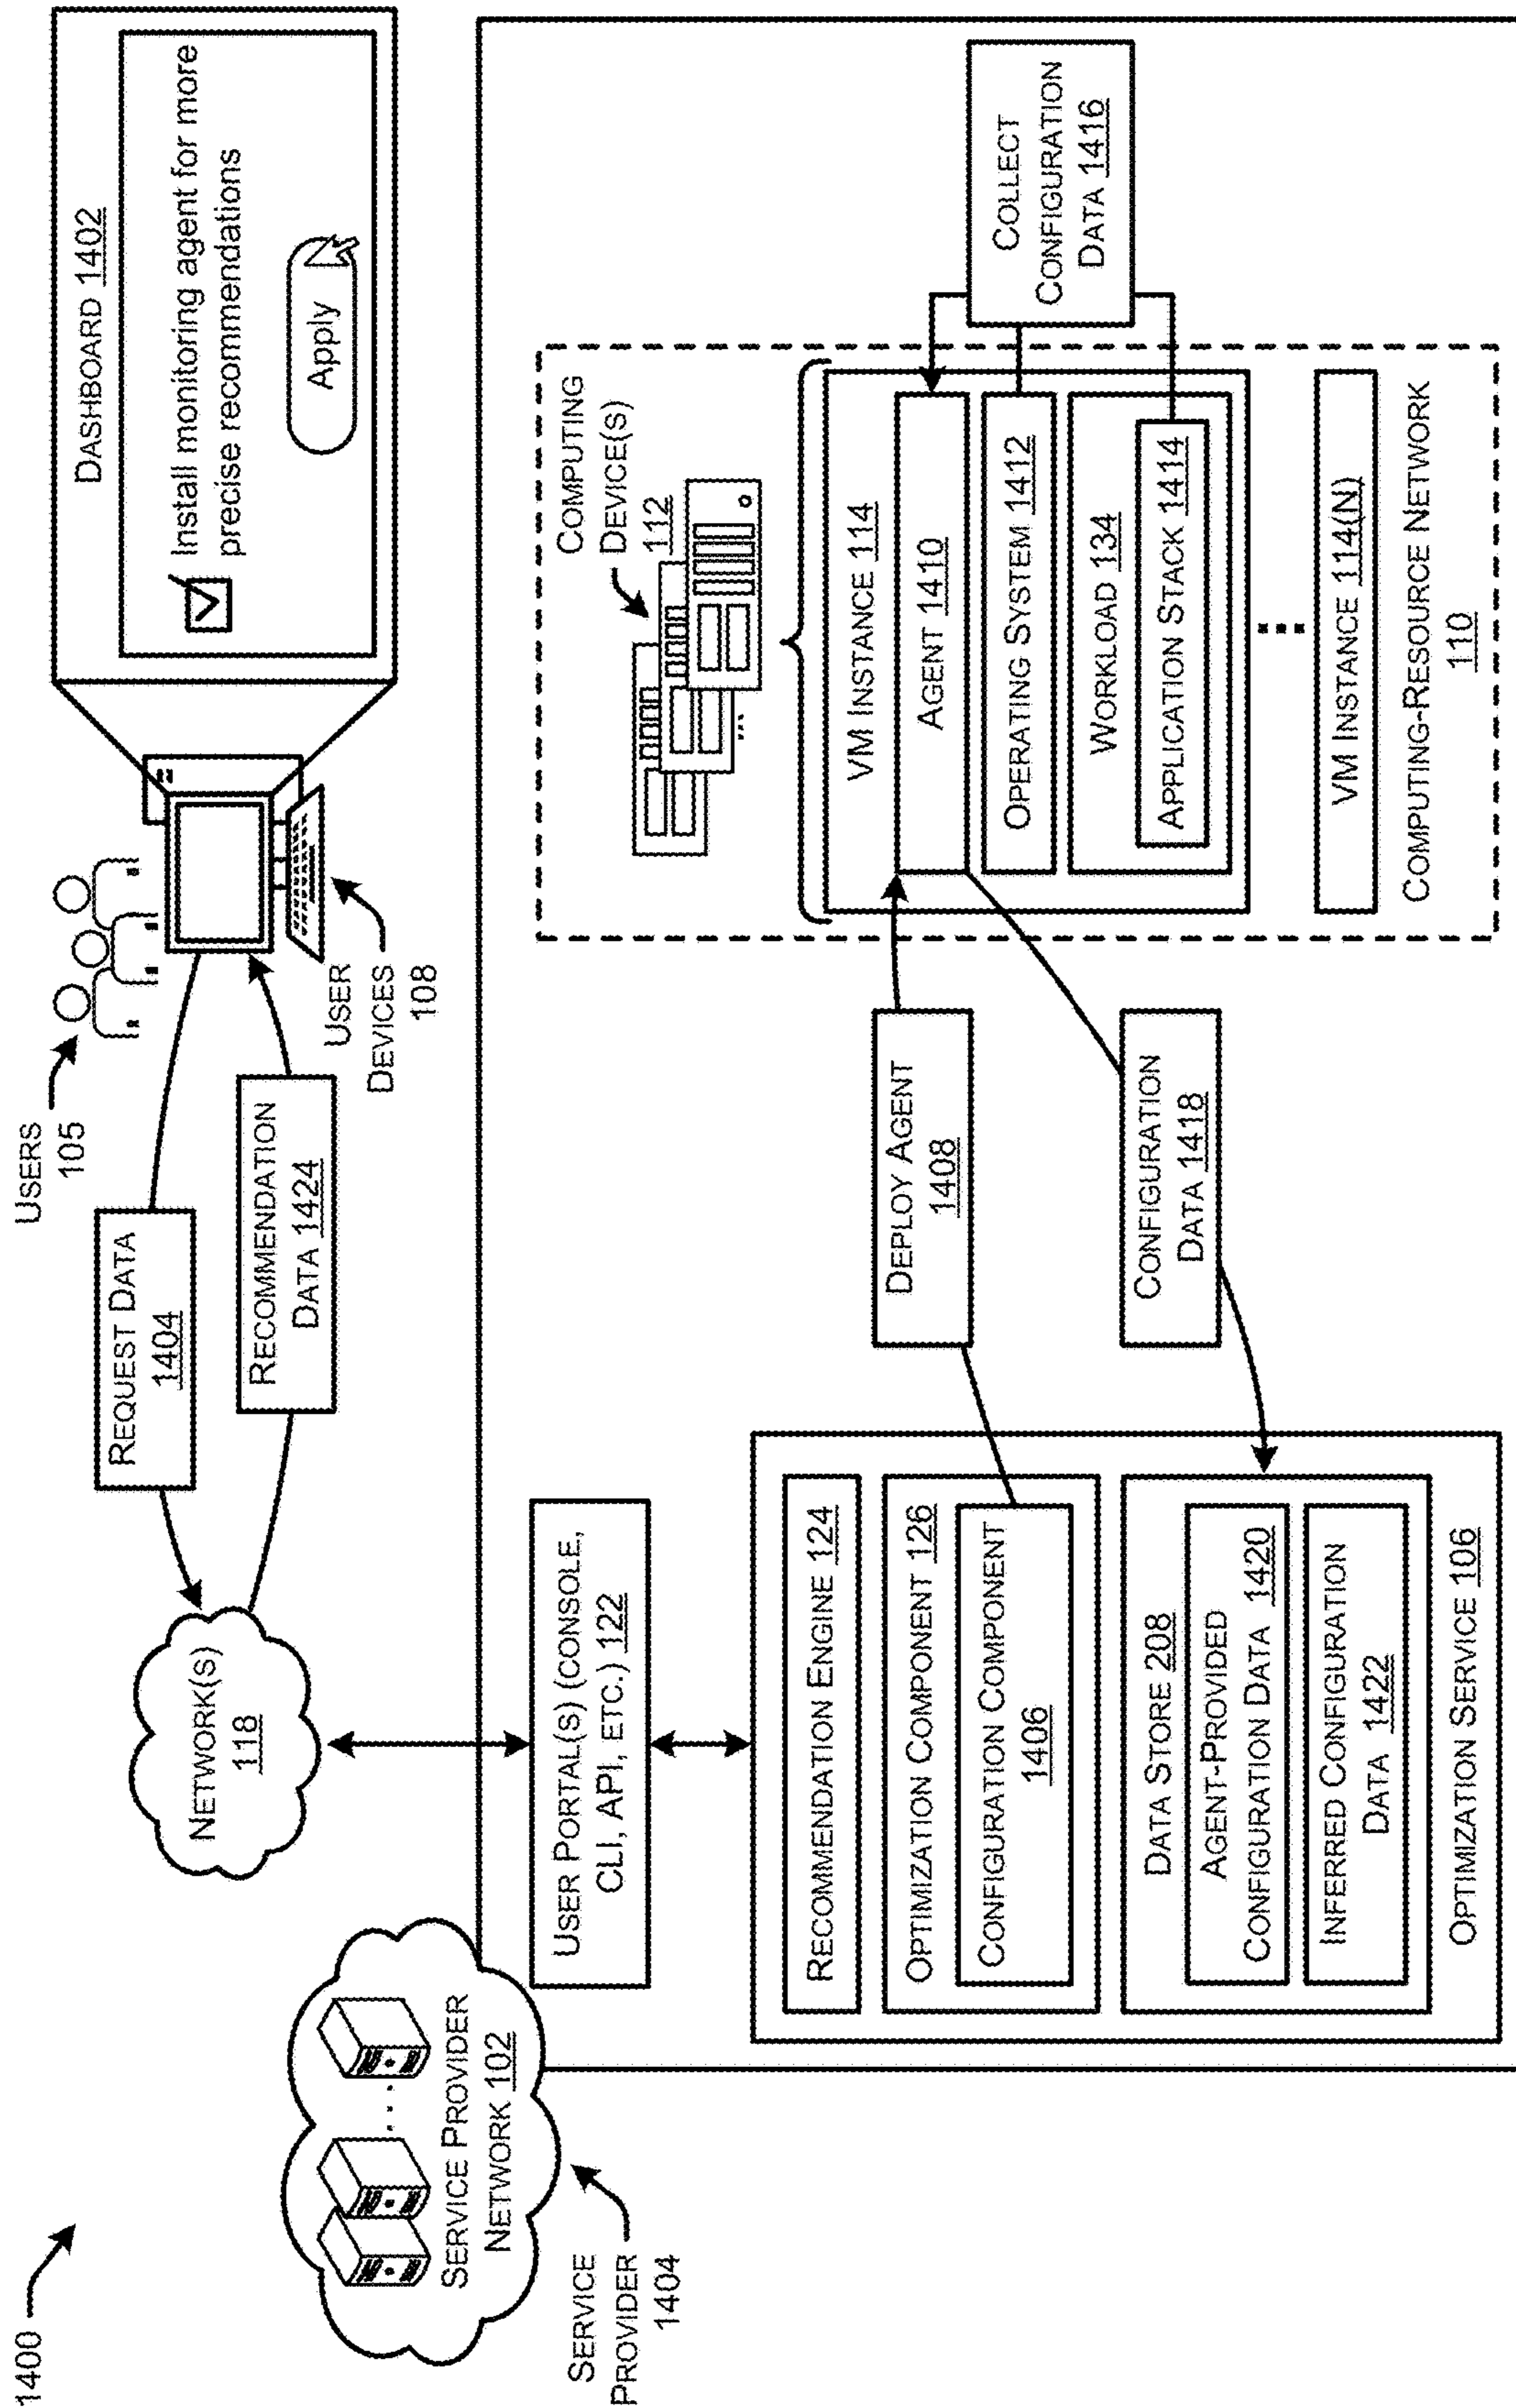 1400
USERS
105
REQUEST DATA
1404
RECOMMENDATION
DATA 1424
NETWORK(S)
118
USER
DEVICES
108
DASHBOARD 1402
Install monitoring agent for more
precise recommendations
Apply
SERVICE PROVIDER
NETWORK 102
SERVICE
PROVIDER
1404
USER PORTAL(S) (CONSOLE,
CLI, API, ETC.) 122
RECOMMENDATION ENGINE 124
OPTIMIZATION COMPONENT 126
CONFIGURATION COMPONENT
1406
DATA STORE 208
AGENT-PROVIDED
CONFIGURATION DATA 1420
INFERRED CONFIGURATION
DATA 1422
OPTIMIZATION SERVICE 106
DEPLOY AGENT
1408
CONFIGURATION
DATA 1418
COMPUTING
DEVICE(S)
112
VM INSTANCE 114
AGENT 1410
OPERATING SYSTEM 1412
WORKLOAD 134
APPLICATION STACK 1414
VM INSTANCE 114(N)
COMPUTING-RESOURCE NETWORK
110
COLLECT
CONFIGURATION
DATA 1416